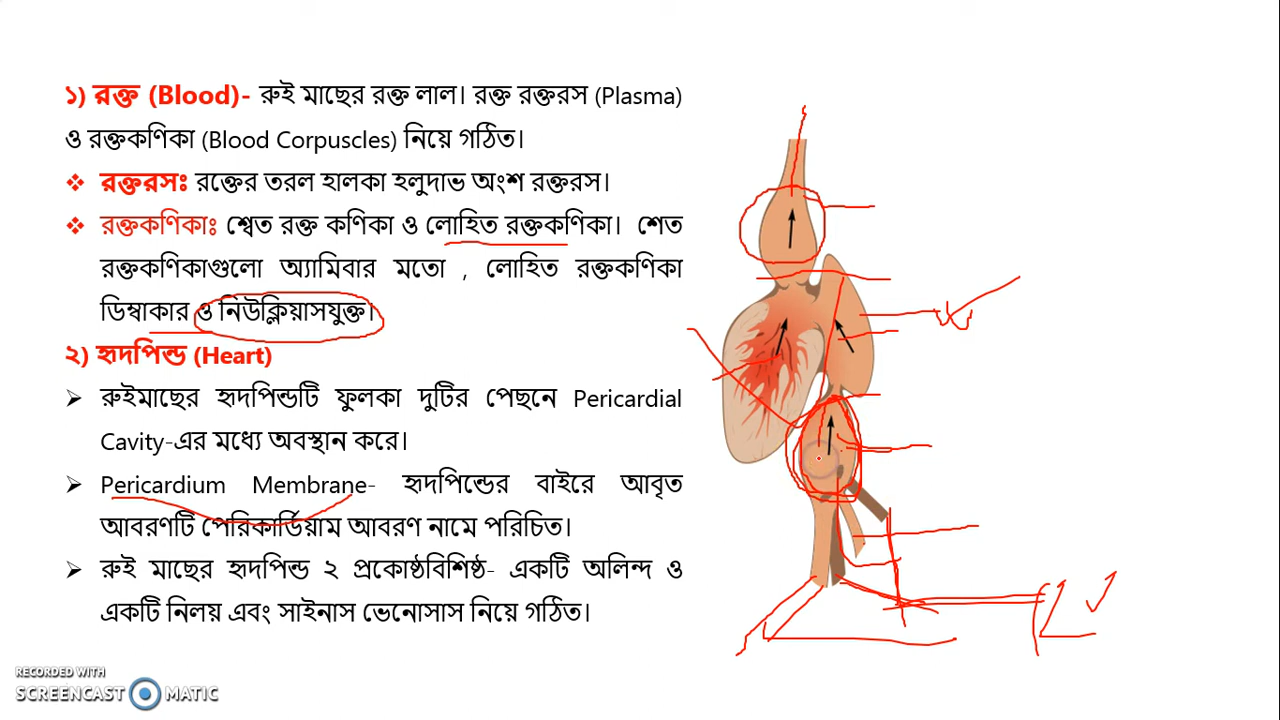 ১) রক্ত (Blood)- রুই মাছের রক্ত লাল। রক্ত রক্তরস (Plasma)
ও রক্তকণিকা (Blood Corpuscles) নিয়ে গঠিত।
❖ রক্তরসঃ রক্তের তরল হালকা হলুদাভ অংশ রক্তরস।
❖ রক্তকণিকাঃ শ্বেত রক্ত কণিকা ও লোহিত রক্তকণিকা। শেত
রক্তকণিকাগুলো অ্যামিবার মতো , লোহিত রক্তকণিকা
ডিম্বাকার ও নিউক্লিয়াসযুক্ত।
২) হৃদপিন্ড (Heart)
➢ রুইমাছের হৃদপিন্ডটি ফুলকা দুটির পেছনে Pericardial
Cavity-এর মধ্যে অবস্থান করে।
➢ Pericardium Membrane- হৃদপিন্ডের বাইরে আবৃত
আবরণটি পেরিকার্ডিয়াম আবরণ নামে পরিচিত।
➢ রুই মাছের হৃদপিন্ড ২ প্রকোষ্ঠবিশিষ্ঠ- একটি অলিন্দ ও
একটি নিলয় এবং সাইনাস ভেনোসাস নিয়ে গঠিত।
RECORDED WITH
SCREENCAST MATIC